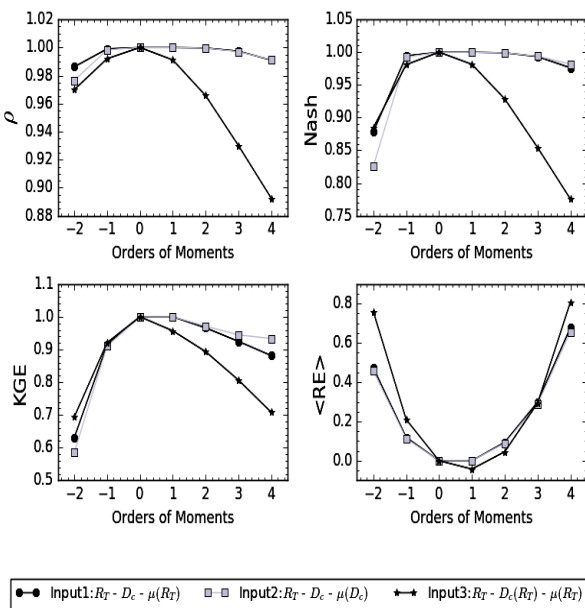 1.02
1.00
0.98
0.96
0.94
0.92
0.90
0.88
ρ
−2 −1 0 1 2 3 4
Orders of Moments
1.05
1.00
0.95
0.90
0.85
0.80
0.75
Nash
−2 −1 0 1 2 3 4
Orders of Moments
1.1
1.0
0.9
0.8
0.7
0.6
0.5
KGE
−2 −1 0 1 2 3 4
Orders of Moments
0.8
0.6
0.4
0.2
0.0
<RE>
−2 −1 0 1 2 3 4
Orders of Moments
Input1:R_T - D_c - μ(R_T) Input2:R_T - D_c - μ(D_c) Input3:R_T - D_c(R_T) - μ(R_T)